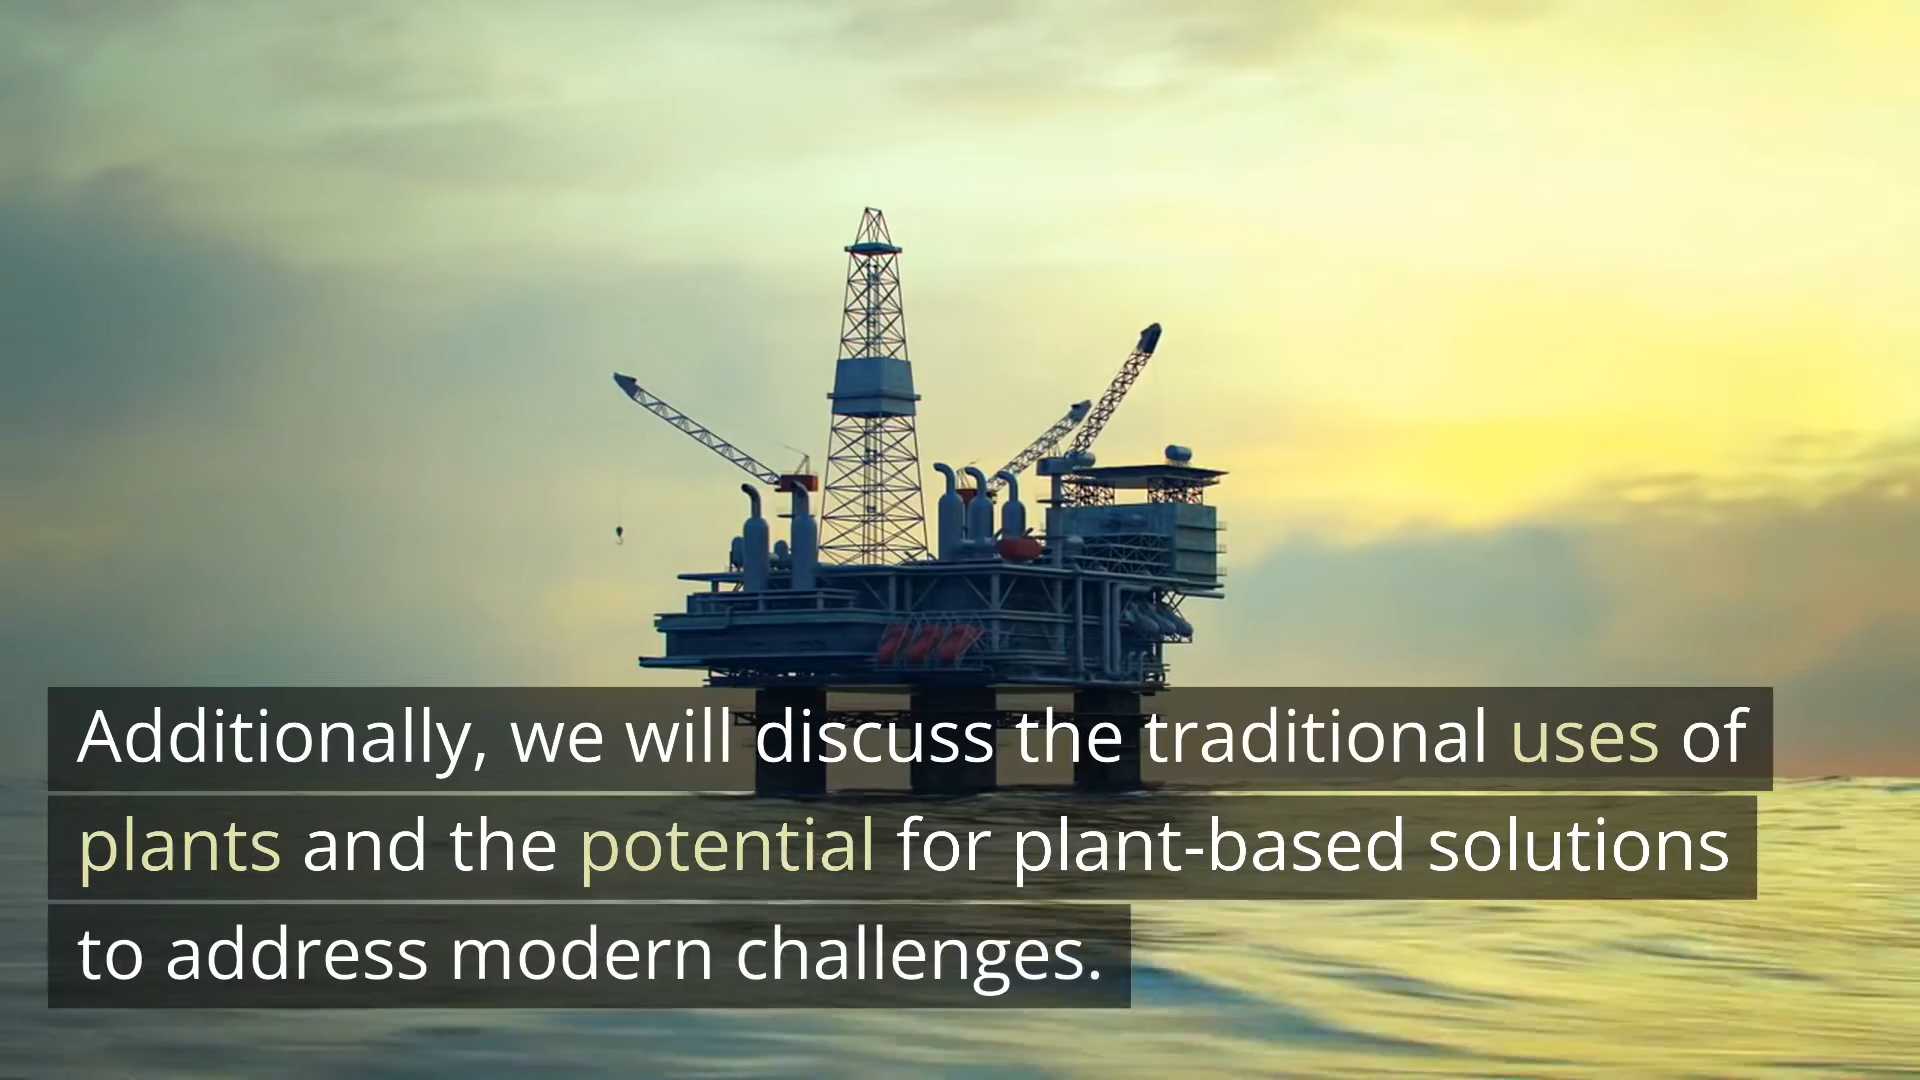 Additionally, we will discuss the traditional uses of
plants and the potential for plant-based solutions
to address modern challenges.